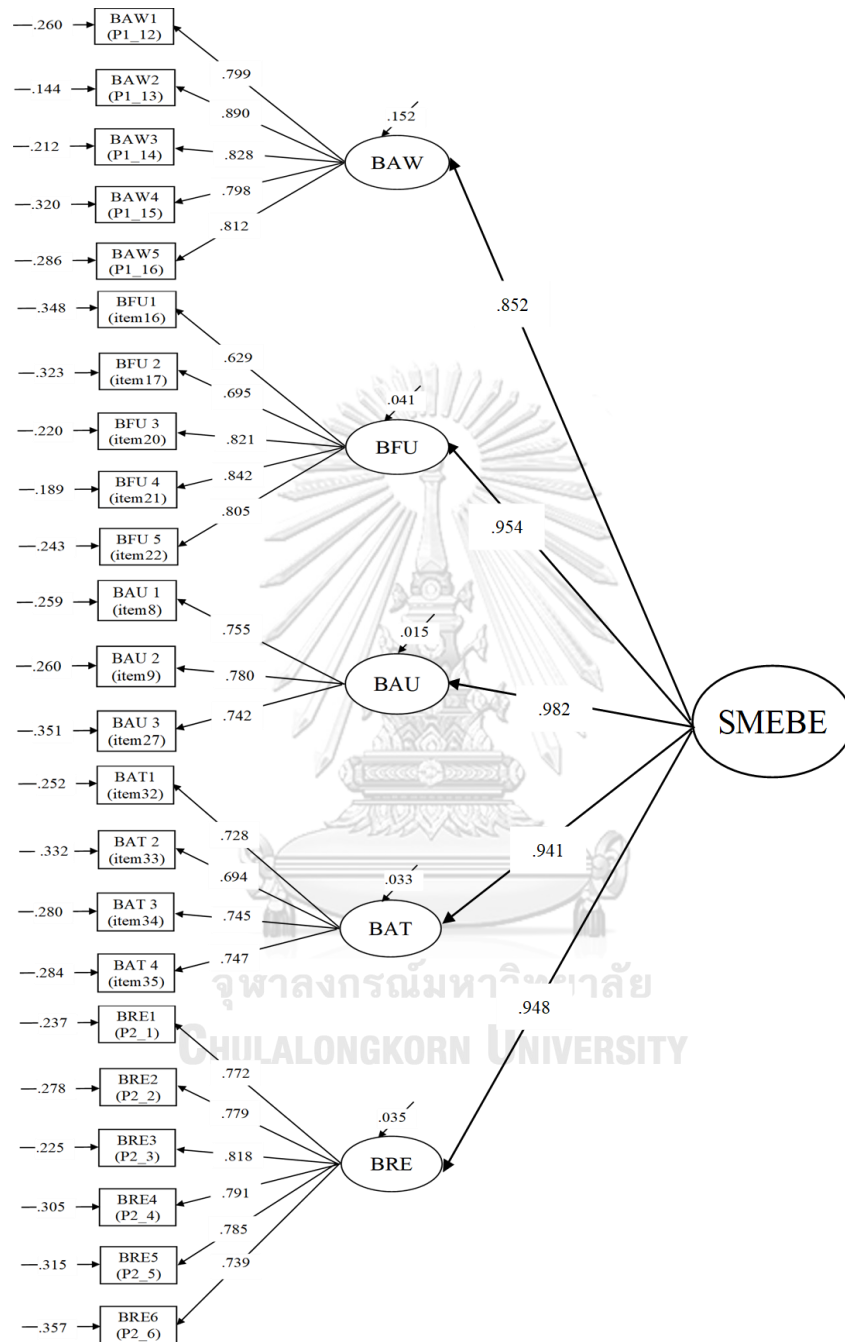 .260 BAW1
(P1_12)
.799
.144 BAW2
(P1_13)
.890
.212 BAW3
(P1_14)
.828
.320 BAW4
(P1_15)
.798
.286 BAW5
(P1_16)
.812
.152
BAW
.852
.348 BFU1
(item16)
.629
.323 BFU 2
(item17)
.695
.220 BFU 3
(item20)
.821
.189 BFU 4
(item21)
.842
.243 BFU 5
(item22)
.805
.041
BFU
.954
.259 BAU 1
(item8)
.755
.260 BAU 2
(item9)
.780
.351 BAU 3
(item27)
.742
.015
BAU
.982
SMEBE
.252 BAT1
(item32)
.728
.332 BAT 2
(item33)
.694
.280 BAT 3
(item34)
.745
.284 BAT 4
(item35)
.747
.033
BAT
.941
จุฬาลงกรณ์มหาวิทยาลัย
CHULALONGKORN UNIVERSITY
.237 BRE1
(P2_1)
.772
.278 BRE2
(P2_2)
.779
.225 BRE3
(P2_3)
.818
.305 BRE4
(P2_4)
.791
.315 BRE5
(P2_5)
.785
.357 BRE6
(P2_6)
.739
.035
BRE
.948